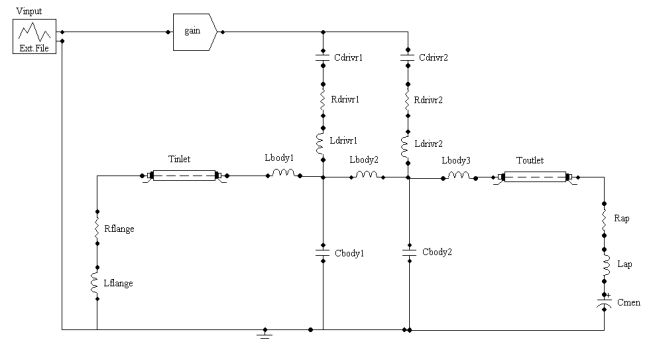 Vinput
Ext. File
gain
Cdrivr1
Cdrivr2
Rdrivr1
Rdrivr2
Ldrivr1
Ldrivr2
Tinlet
Lbody1
Lbody2
Lbody3
Toutlet
Rflange
Rap
Cbody1
Cbody2
Lap
Lflange
+
Cmen